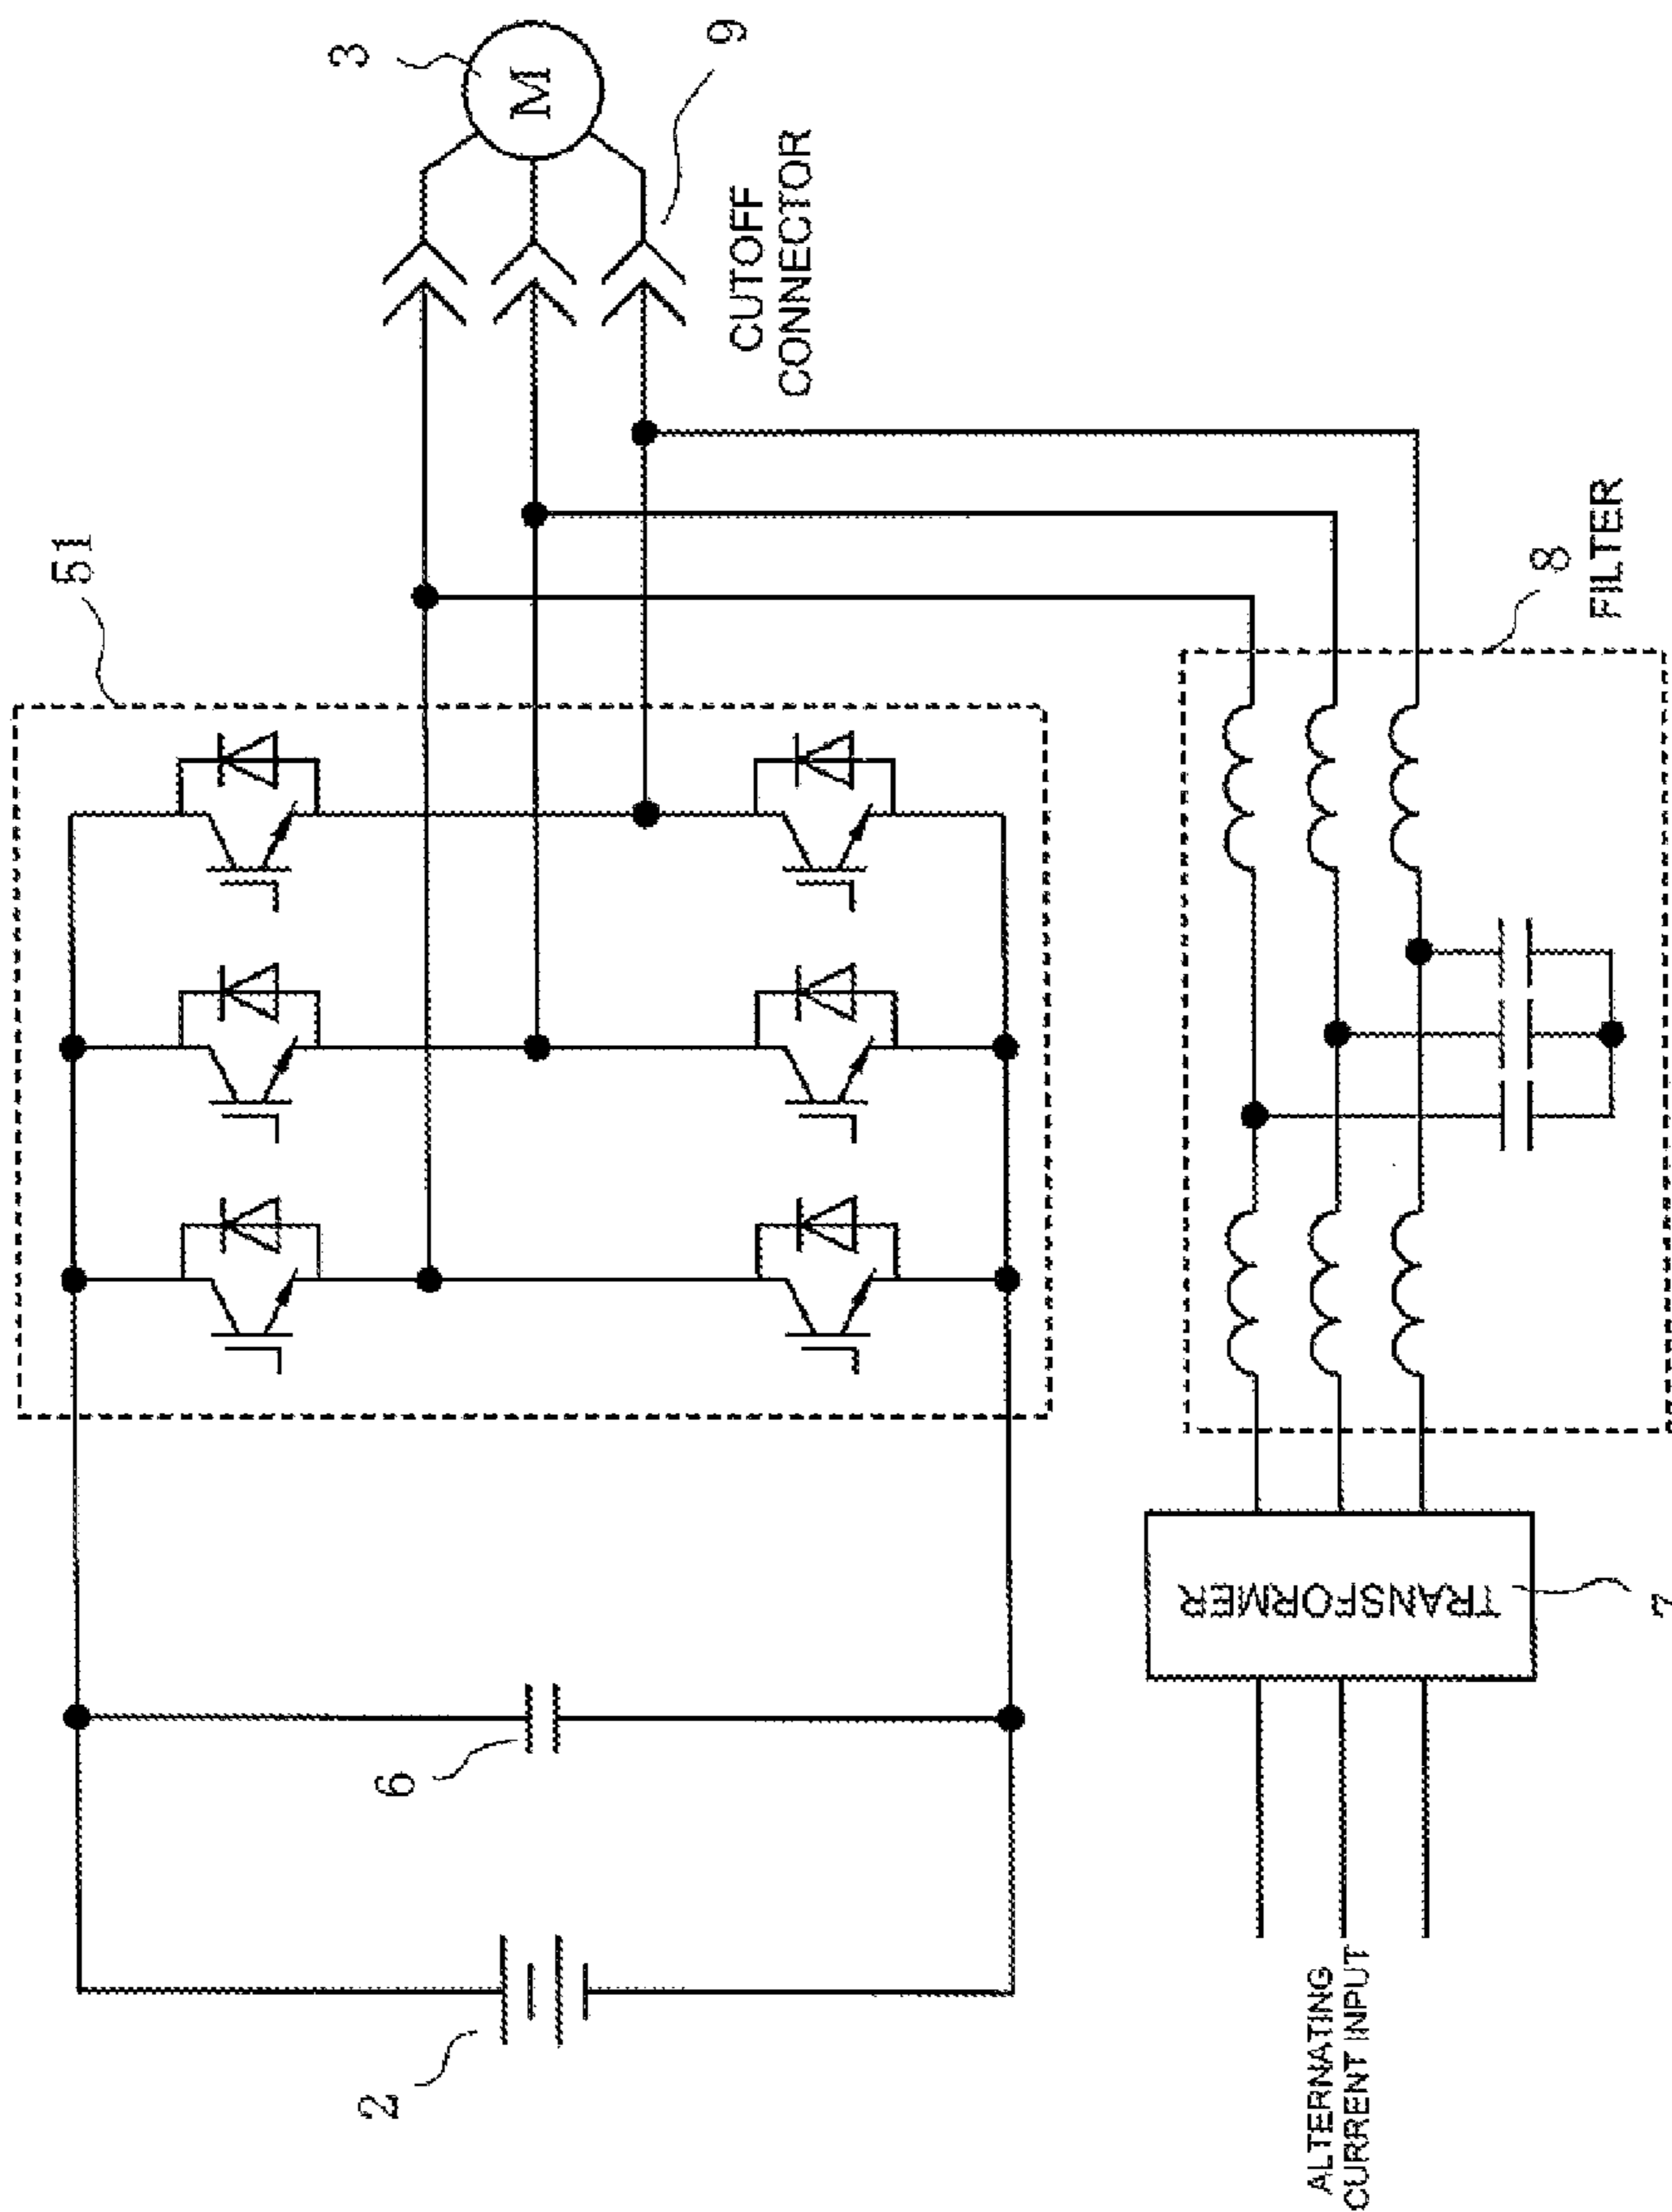 51
3
M
9
CUTOFF
CONNECTOR
6
2
8
FILTER
TRANSFORMER
7
ALTERNATING
CURRENT INPUT